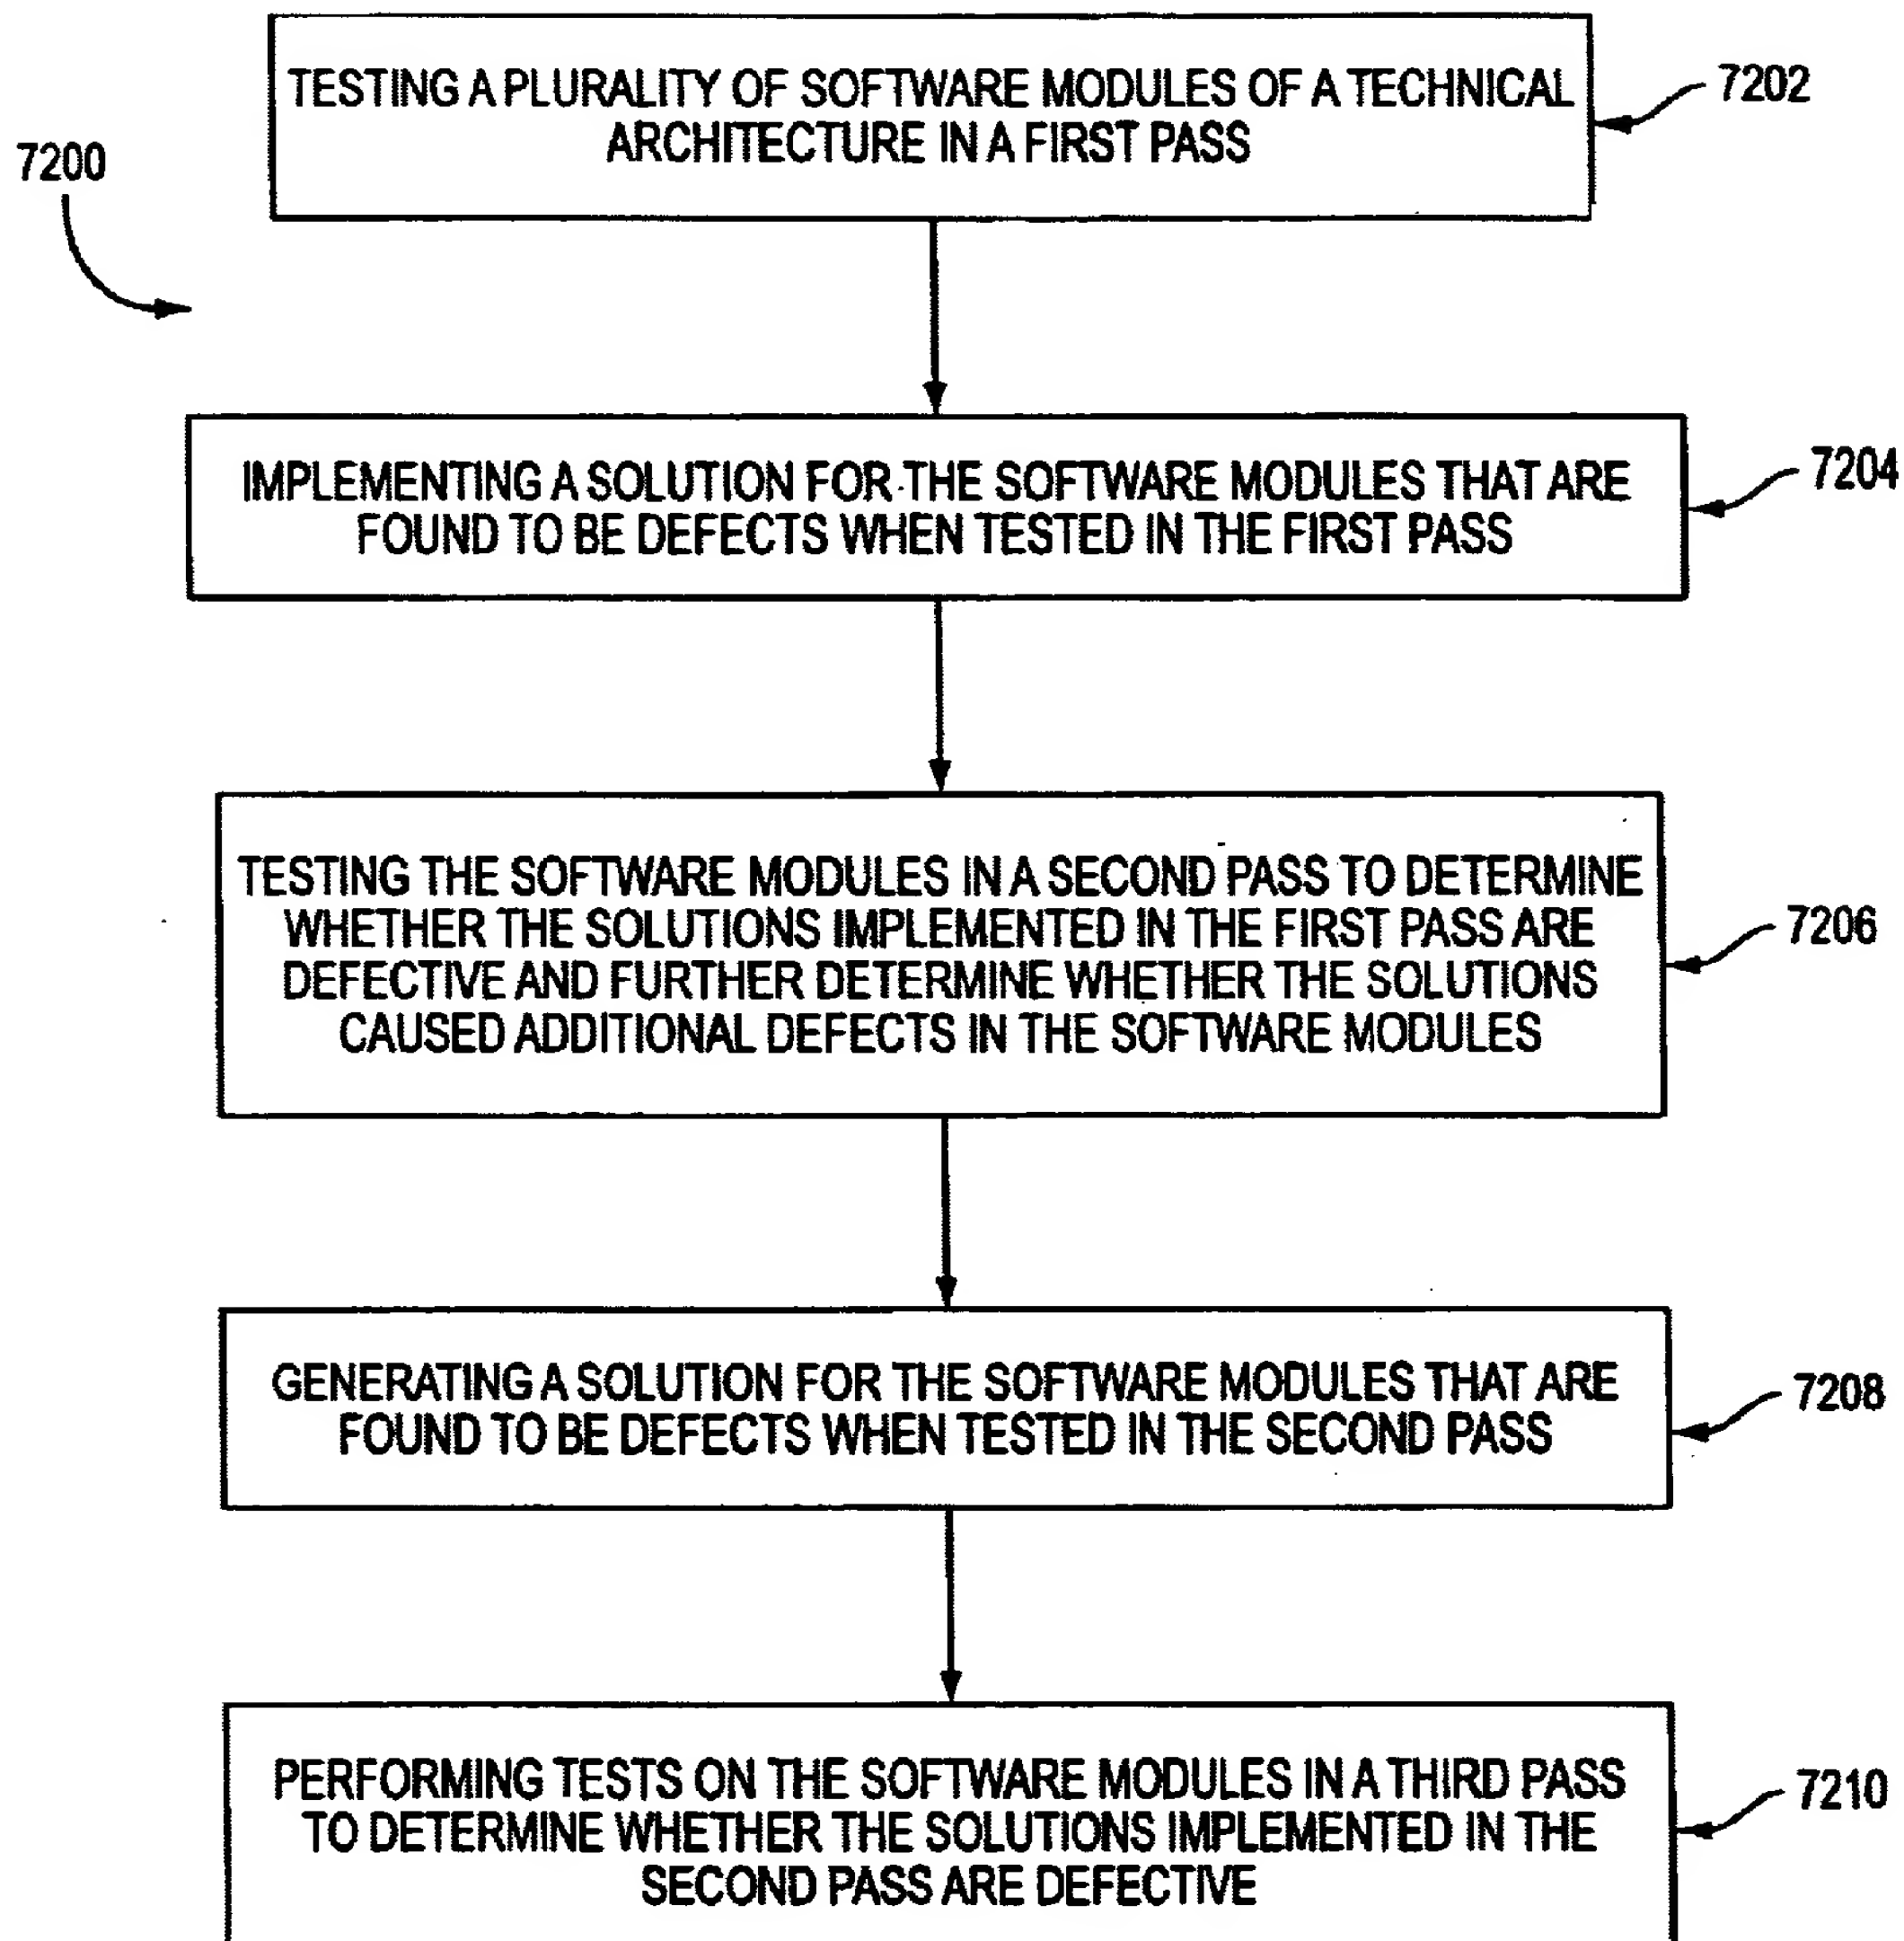 TESTING A PLURALITY OF SOFTWARE MODULES OF A TECHNICAL
ARCHITECTURE IN A FIRST PASS
7202
7200
IMPLEMENTING A SOLUTION FOR THE SOFTWARE MODULES THAT ARE
FOUND TO BE DEFECTS WHEN TESTED IN THE FIRST PASS
7204
TESTING THE SOFTWARE MODULES IN A SECOND PASS TO DETERMINE
WHETHER THE SOLUTIONS IMPLEMENTED IN THE FIRST PASS ARE
DEFECTIVE AND FURTHER DETERMINE WHETHER THE SOLUTIONS
CAUSED ADDITIONAL DEFECTS IN THE SOFTWARE MODULES
7206
GENERATING A SOLUTION FOR THE SOFTWARE MODULES THAT ARE
FOUND TO BE DEFECTS WHEN TESTED IN THE SECOND PASS
7208
PERFORMING TESTS ON THE SOFTWARE MODULES IN A THIRD PASS
TO DETERMINE WHETHER THE SOLUTIONS IMPLEMENTED IN THE
SECOND PASS ARE DEFECTIVE
7210